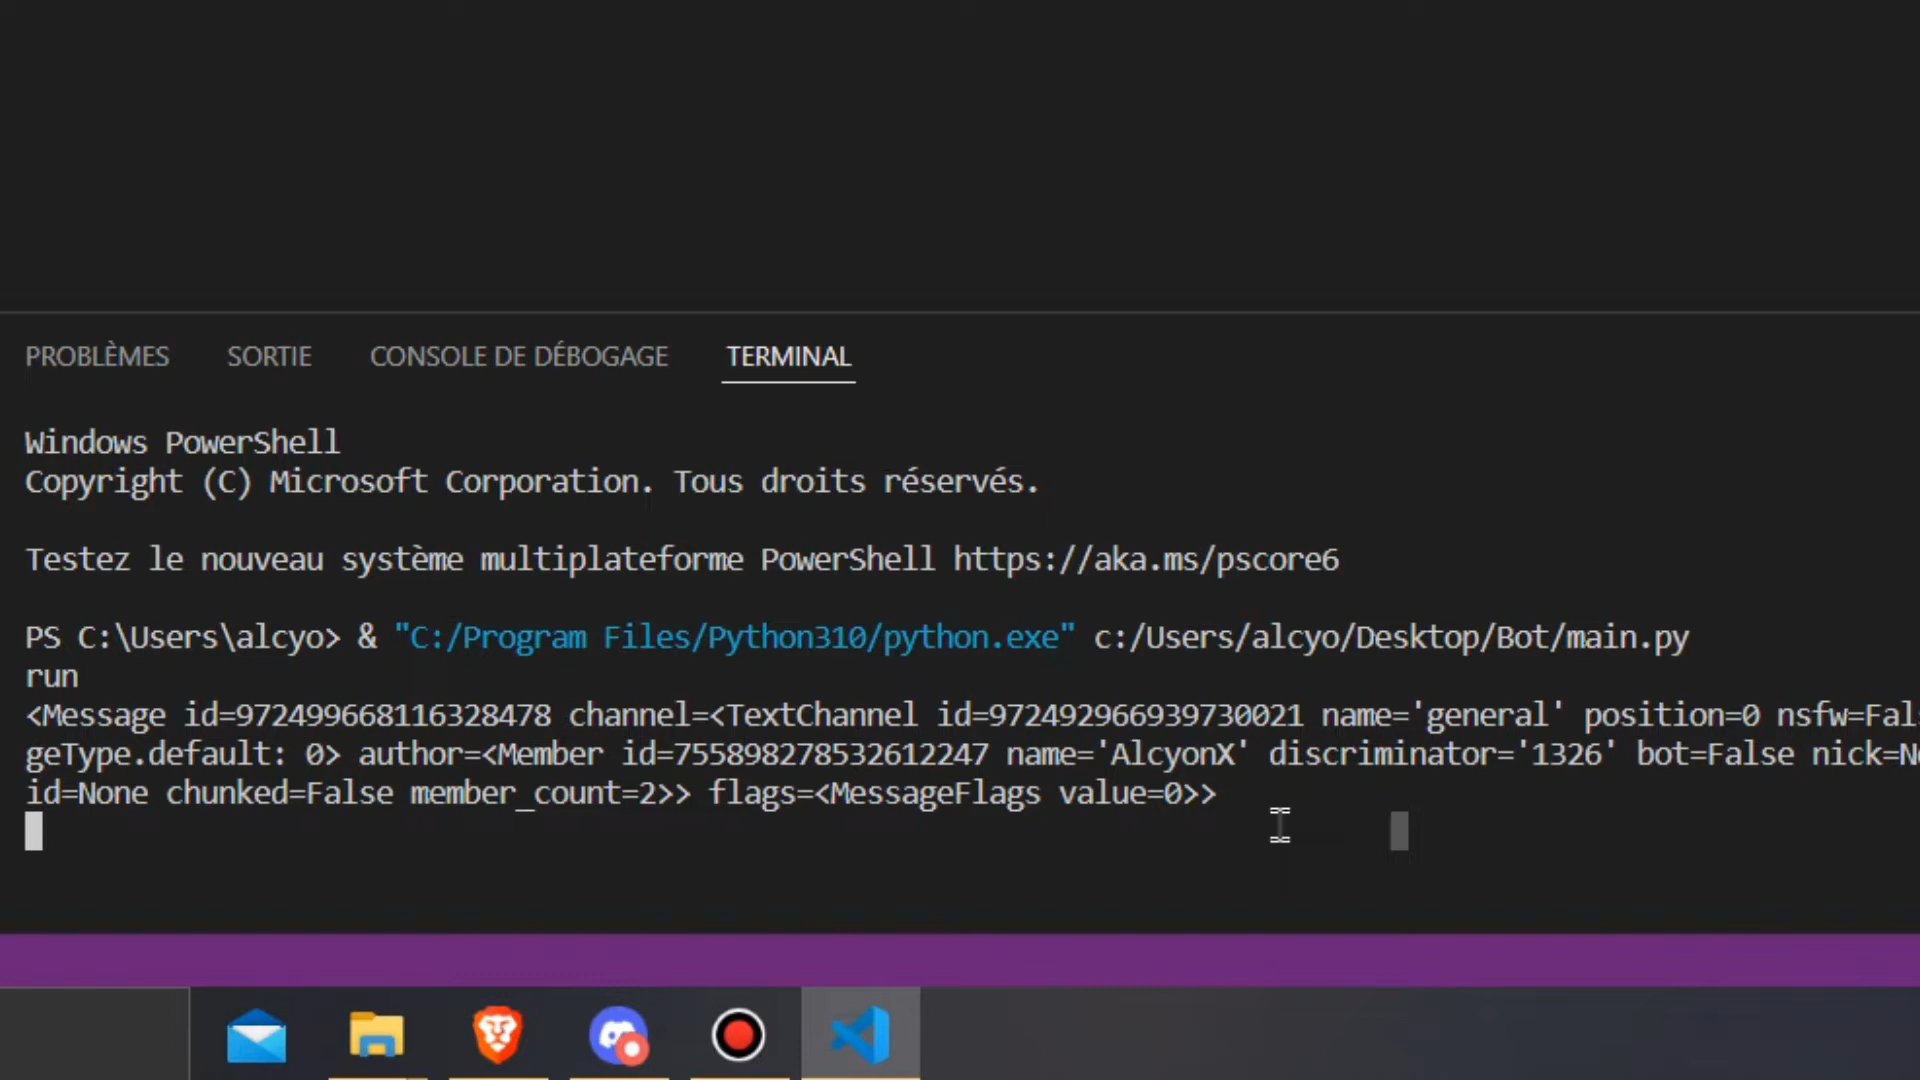 PROBLÈMES SORTIE CONSOLE DE DÉBOGAGE TERMINAL
Windows PowerShell
Copyright (C) Microsoft Corporation. Tous droits réservés.
Testez le nouveau système multiplateforme PowerShell https://aka.ms/pscore6
PS C:\Users\alcyo> & "C:/Program Files/Python310/python.exe" c:/Users/alcyo/Desktop/Bot/main.py
run
<Message id=972499668116328478 channel=<TextChannel id=972492966939730021 name='general' position=0 nsfw=Fal
geType.default: 0> author=<Member id=755898278532612247 name='AlcyonX' discriminator='1326' bot=False nick=N
id=None chunked=False member_count=2>> flags=<MessageFlags value=0>>